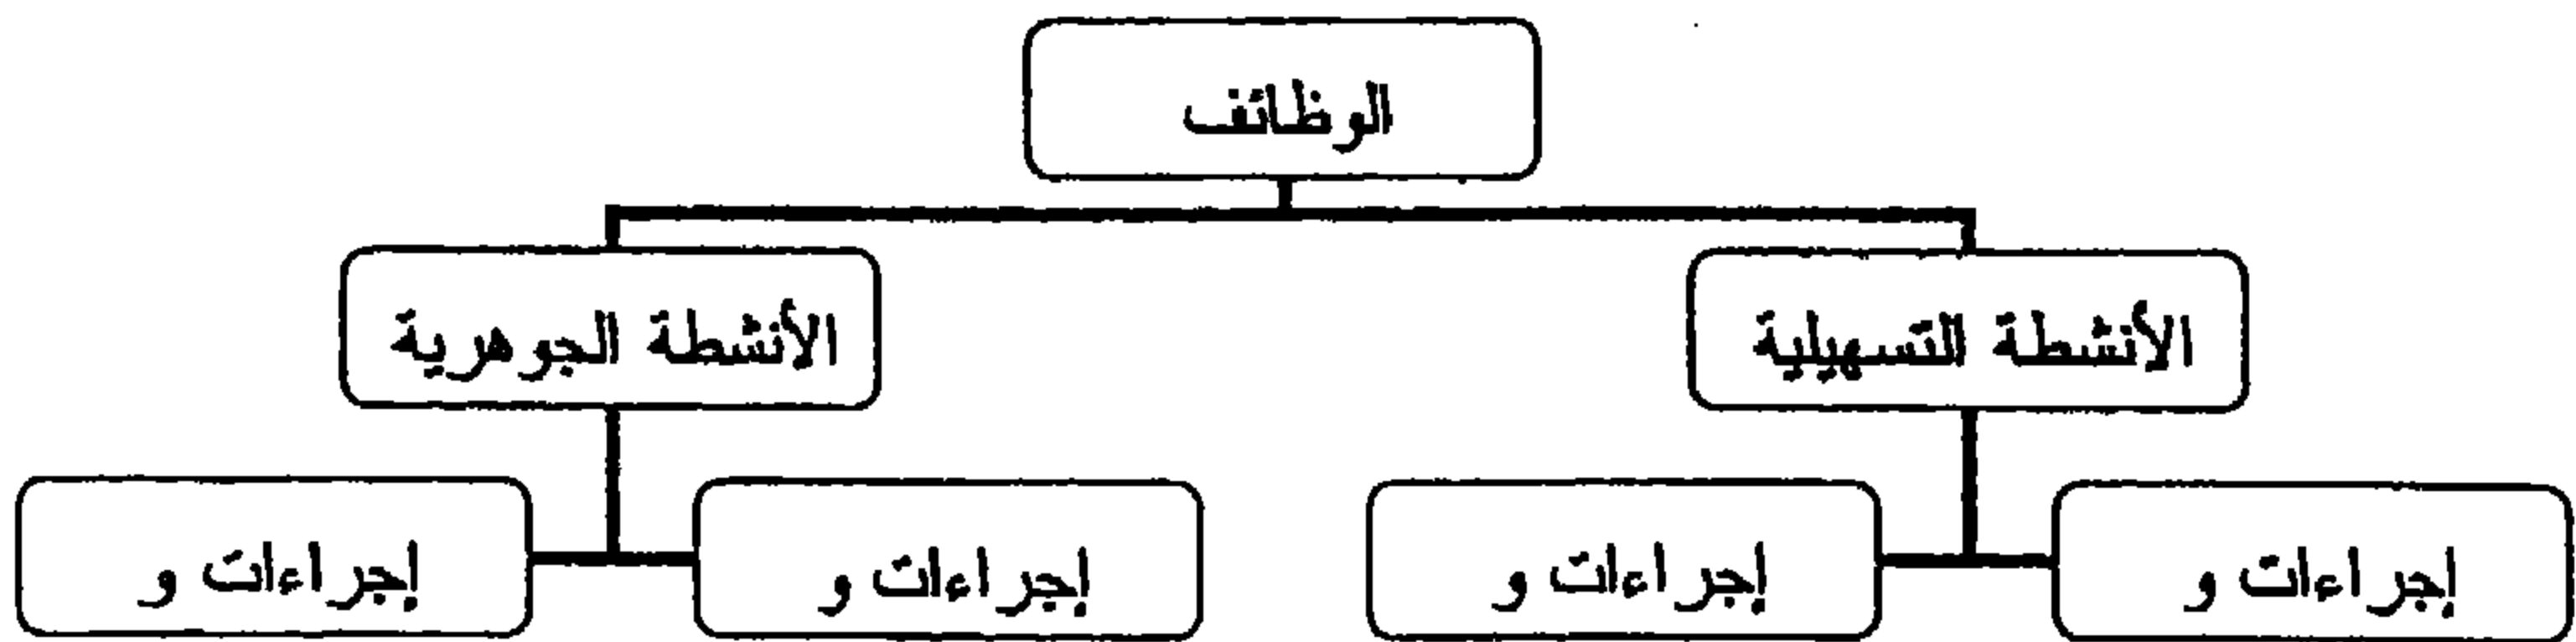 الوظائف
الأنشطة التسهيلية
الأنشطة الجوهرية
إجراءات و
إجراءات و
إجراءات و
إجراءات و